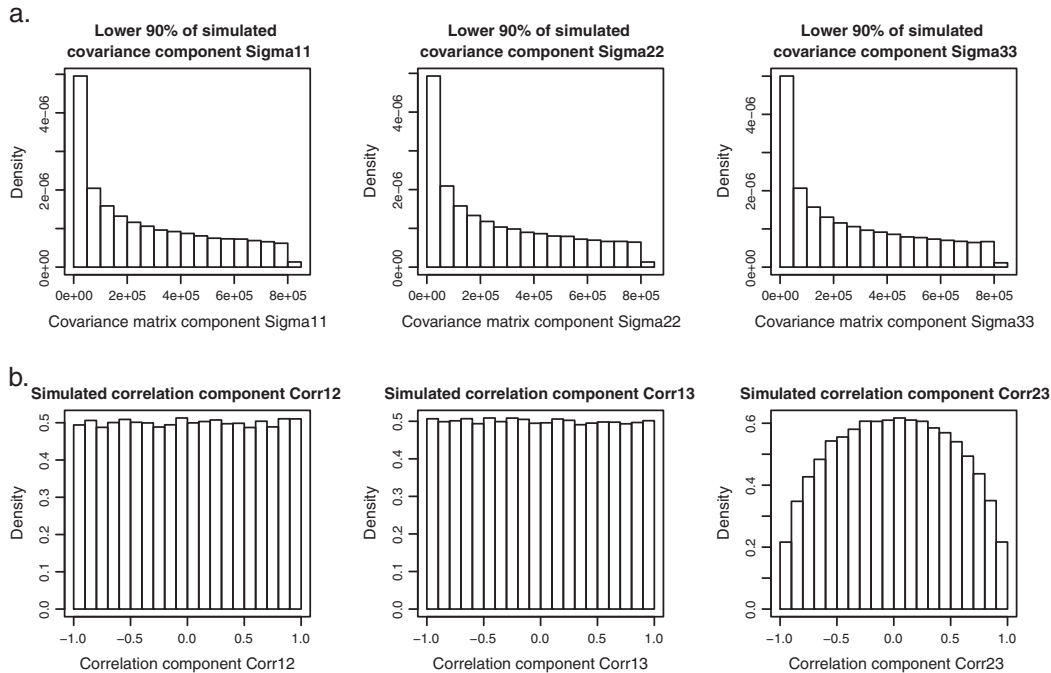 a.
Lower 90% of simulated
covariance component Sigma11
Lower 90% of simulated
covariance component Sigma22
Lower 90% of simulated
covariance component Sigma33
Density
0e+00
2e−06
4e−06
0e+00 2e+05 4e+05 6e+05 8e+05
Covariance matrix component Sigma11
Density
0e+00
2e−06
4e−06
0e+00 2e+05 4e+05 6e+05 8e+05
Covariance matrix component Sigma22
Density
0e+00
2e−06
4e−06
0e+00 2e+05 4e+05 6e+05 8e+05
Covariance matrix component Sigma33
b.
Simulated correlation component Corr12
Simulated correlation component Corr13
Simulated correlation component Corr23
Density
0.0
0.1
0.2
0.3
0.4
0.5
−1.0 −0.5 0.0 0.5 1.0
Correlation component Corr12
Density
0.0
0.1
0.2
0.3
0.4
0.5
−1.0 −0.5 0.0 0.5 1.0
Correlation component Corr13
Density
0.0
0.2
0.4
0.6
−1.0 −0.5 0.0 0.5 1.0
Correlation component Corr23